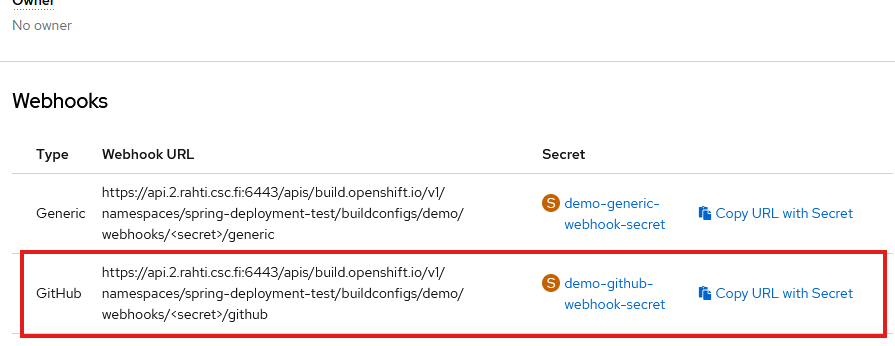 Owner
No owner
Webhooks
Type Webhook URL Secret
https://api.2.rahti.csc.fi:6443/apis/build.openshift.io/v1/
Generic namespaces/spring-deployment-test/buildconfigs/demo/
webhooks/<secret>/generic
S demo-generic-
webhook-secret
Copy URL with Secret
https://api.2.rahti.csc.fi:6443/apis/build.openshift.io/v1/
GitHub namespaces/spring-deployment-test/buildconfigs/demo/
webhooks/<secret>/github
S demo-github-
webhook-secret
Copy URL with Secret